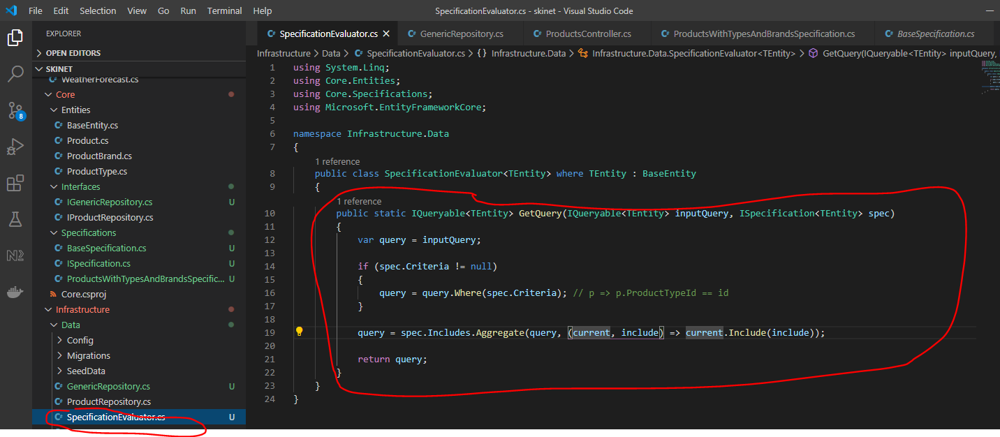 File Edit Selection View Go Run Terminal Help SpecificationEvaluator.cs - skinet - Visual Studio Code
EXPLORER
OPEN EDITORS
SKINET
WeatherForecast.cs
Core
Entities
C# BaseEntity.cs
C# Product.cs
C# ProductBrand.cs
C# ProductType.cs
Interfaces
C# IGenericRepository.cs U
C# IProductRepository.cs
Specifications
C# BaseSpecification.cs U
C# ISpecification.cs U
C# ProductsWithTypesAndBrandsSpecific... U
Core.csproj
Infrastructure
Data
Config
Migrations
SeedData
C# GenericRepository.cs U
C# ProductRepository.cs
C# SpecificationEvaluator.cs U
8
N2
C# SpecificationEvaluator.cs C# GenericRepository.cs C# ProductsController.cs C# ProductsWithTypesAndBrandsSpecification.cs C# BaseSpecification.cs
Infrastructure > Data > C# SpecificationEvaluator.cs > {} Infrastructure.Data > Infrastructure.Data.SpecificationEvaluator<TEntity> > GetQuery(IQueryable<TEntity> inputQuery,
1 using System.Linq;
2 using Core.Entities;
3 using Core.Specifications;
4 using Microsoft.EntityFrameworkCore;
5
6 namespace Infrastructure.Data
7 {
1 reference
8 public class SpecificationEvaluator<TEntity> where TEntity : BaseEntity
9 {
1 reference
10 public static IQueryable<TEntity> GetQuery(IQueryable<TEntity> inputQuery, ISpecification<TEntity> spec)
11 {
12 var query = inputQuery;
13
14 if (spec.Criteria != null)
15 {
16 query = query.Where(spec.Criteria); // p => p.ProductTypeId == id
17 }
18
19 query = spec.Includes.Aggregate(query, (current, include) => current.Include(include));
20
21 return query;
22 }
23 }
24 }